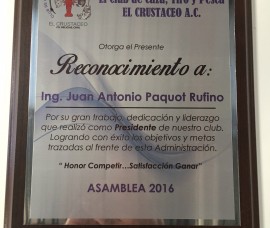 El Club de Caza, Tiro y Pesca
EL CRUSTACEO A.C.
EL CRUSTACEO
Otorga el Presente
Reconocimiento a:
Ing. Juan Antonio Paquot Rufino
Por su gran trabajo, dedicación y liderazgo
que realizó como Presidente de nuestro club.
Logrando con éxito los objetivos y metas
trazadas al frente de esta Administración.
" Honor Competir...Satisfacción Ganar"
ASAMBLEA 2016